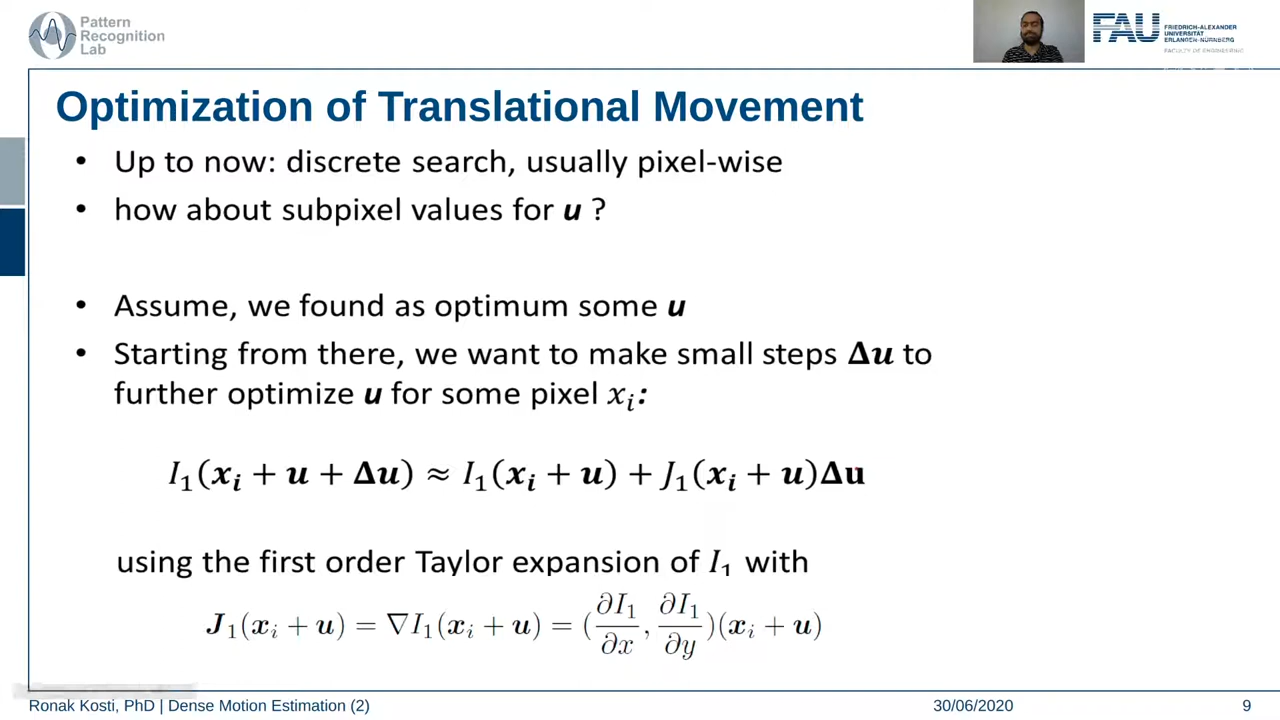 Pattern
Recognition
Lab
FAU
FRIEDRICH-ALEXANDER
UNIVERSITÄT
ERLANGEN-NÜRNBERG
FACULTY OF ENGINEERING
Optimization of Translational Movement
• Up to now: discrete search, usually pixel-wise
• how about subpixel values for u ?
• Assume, we found as optimum some u
• Starting from there, we want to make small steps Δu to
further optimize u for some pixel xᵢ:
I₁(xᵢ + u + Δu) ≈ I₁(xᵢ + u) + J₁(xᵢ + u)Δu
using the first order Taylor expansion of I₁ with
J₁(xᵢ + u) = ∇I₁(xᵢ + u) = (∂I₁/∂x, ∂I₁/∂y)(xᵢ + u)
Ronak Kosti, PhD | Dense Motion Estimation (2)
30/06/2020
9